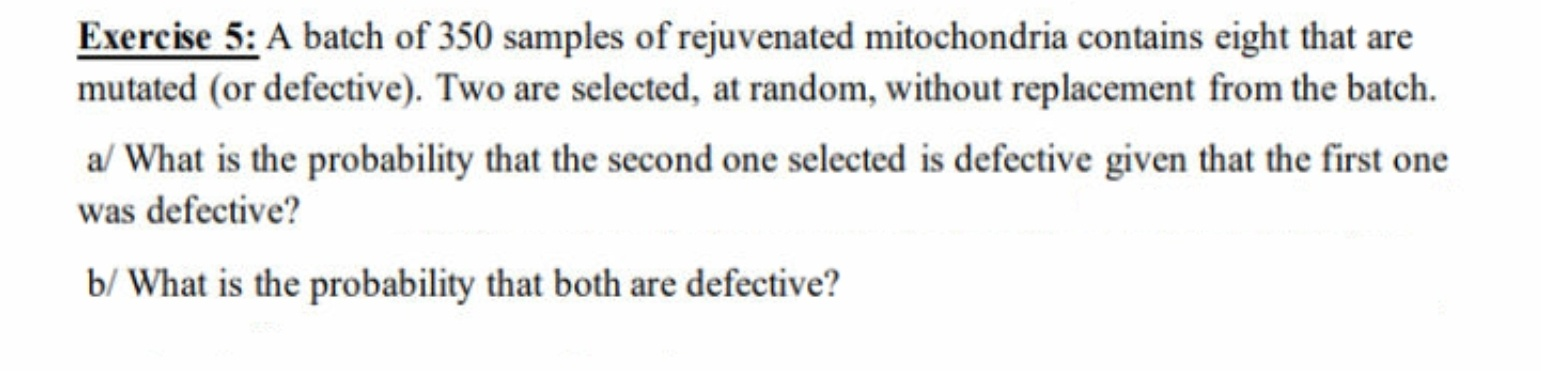 Exercise 5: A batch of 350 samples of rejuvenated mitochondria contains eight that are
mutated (or defective). Two are selected, at random, without replacement from the batch.
a/ What is the probability that the second one selected is defective given that the first one
was defective?
b/ What is the probability that both are defective?